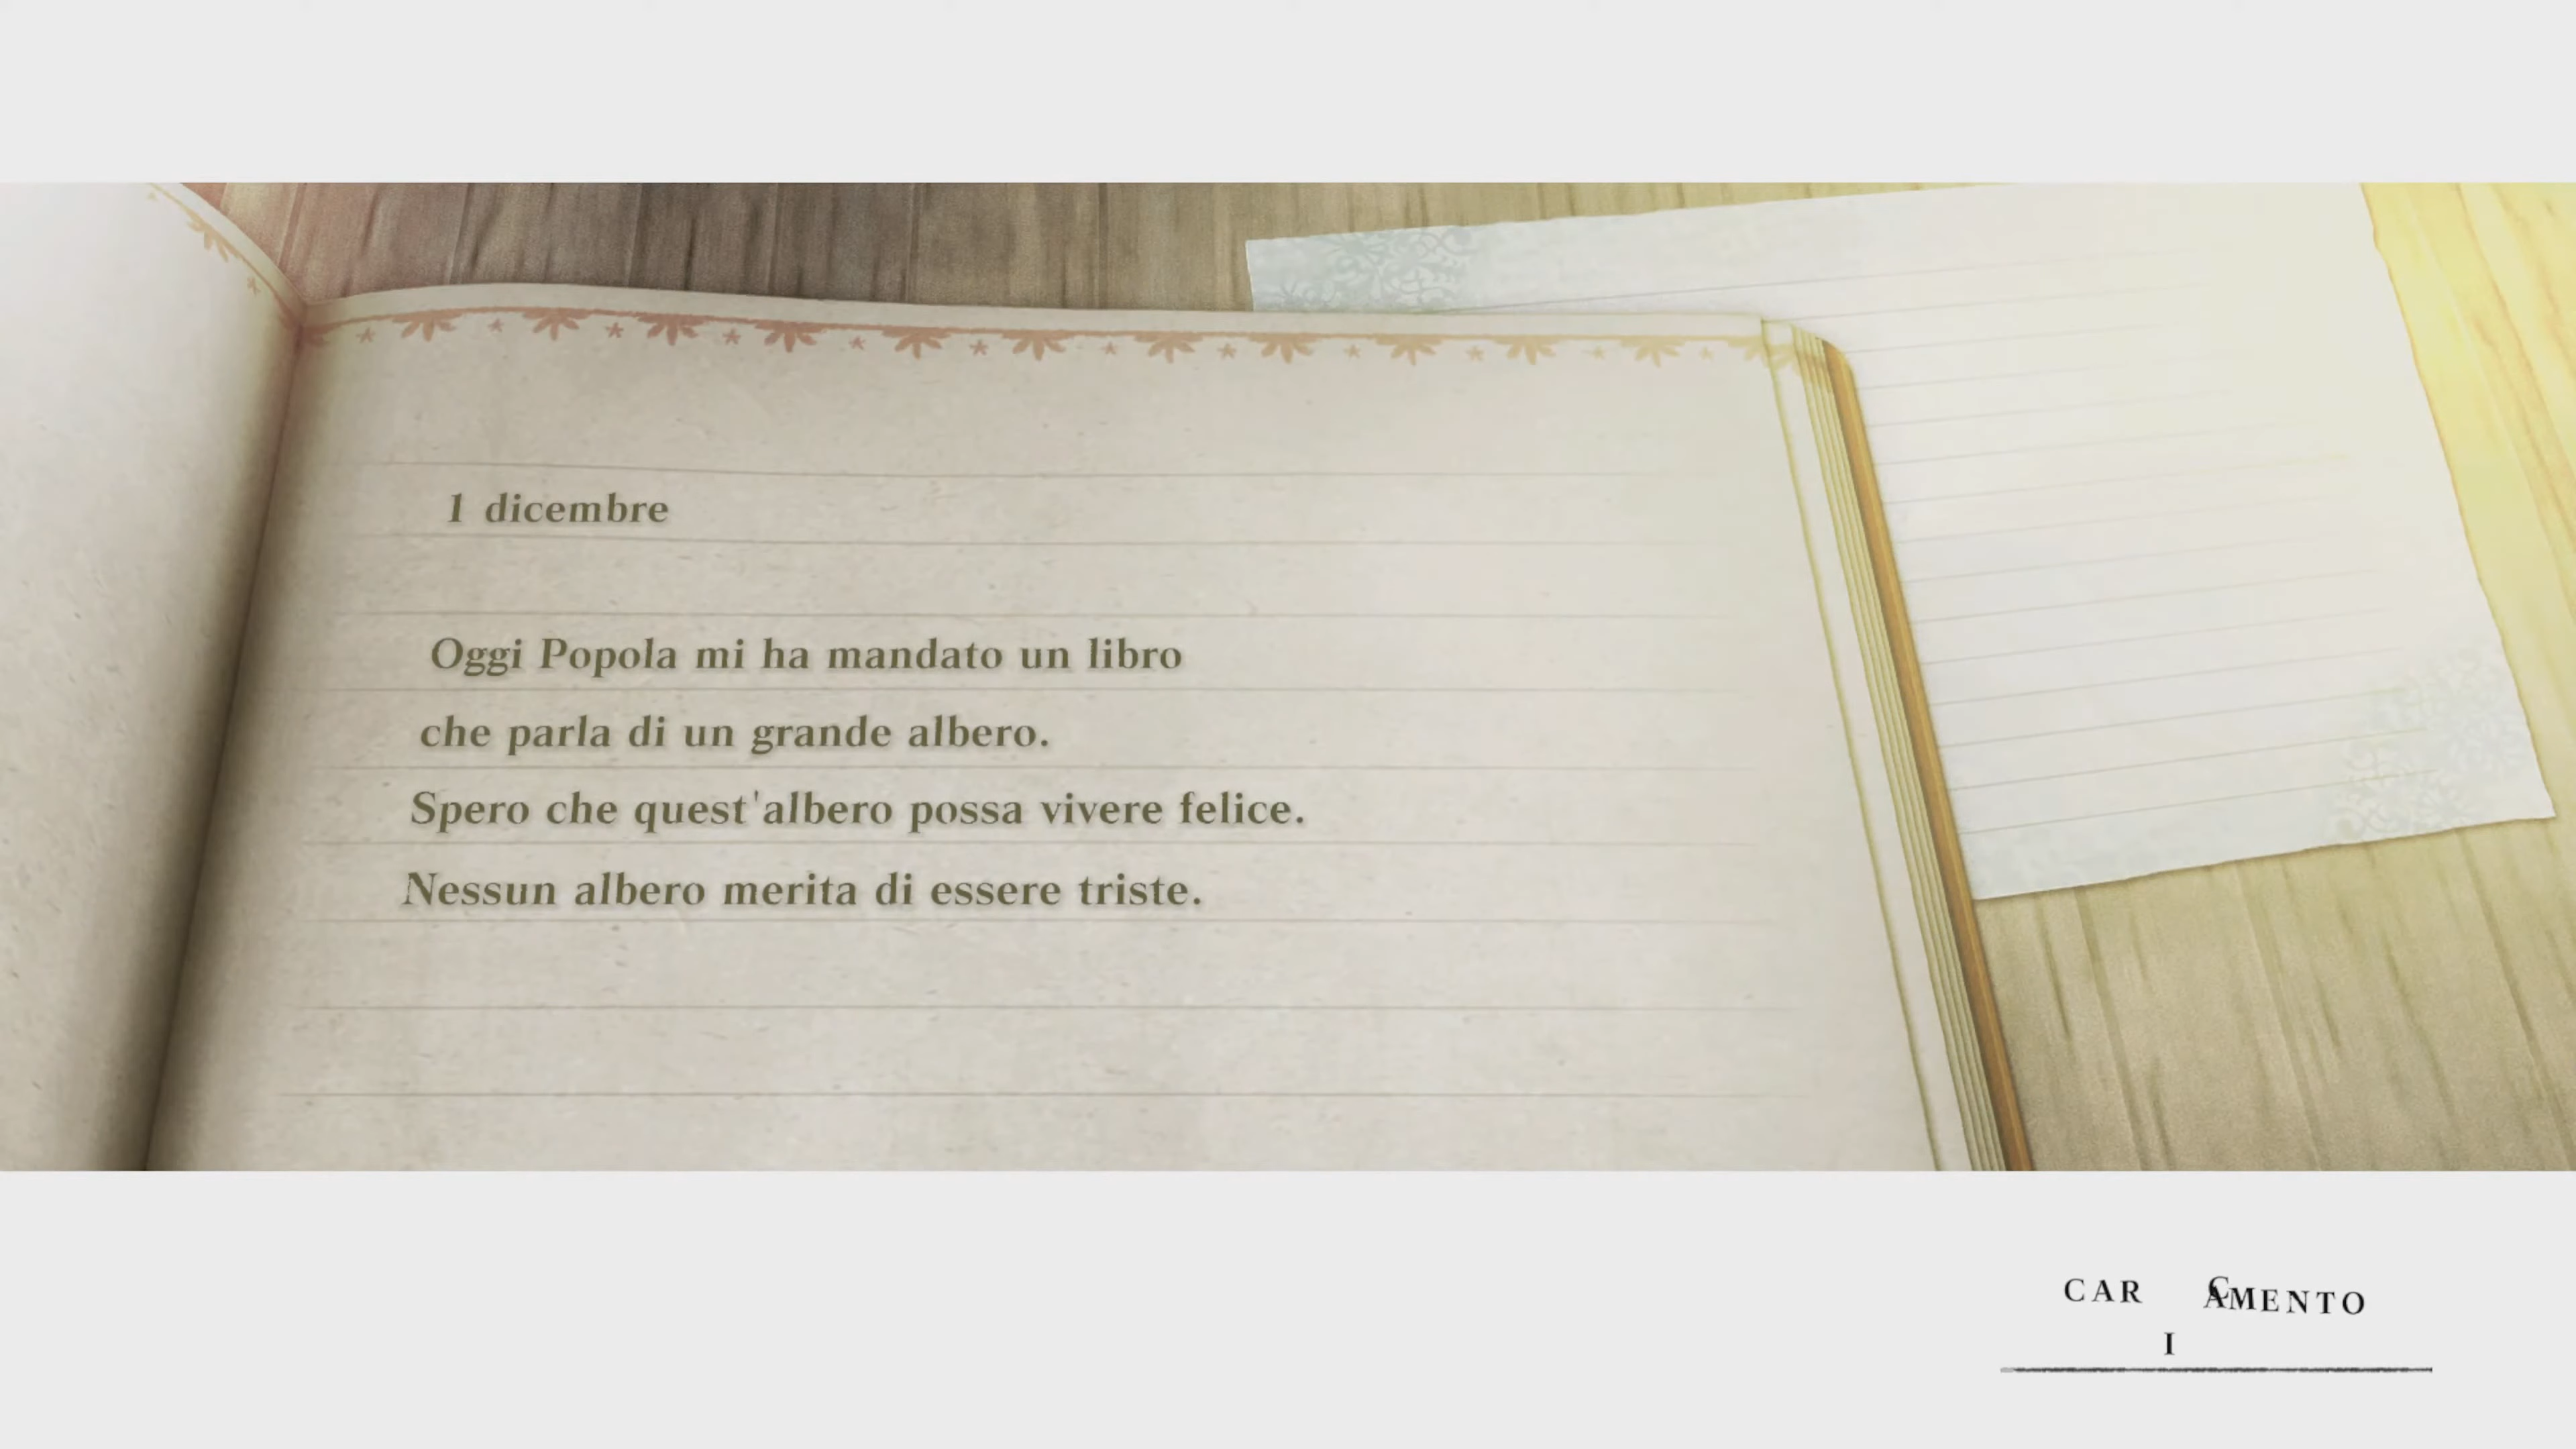 1 dicembre
Oggi Popola mi ha mandato un libro
che parla di un grande albero.
Spero che quest'albero possa vivere felice.
Nessun albero merita di essere triste.
CARICAMENTO